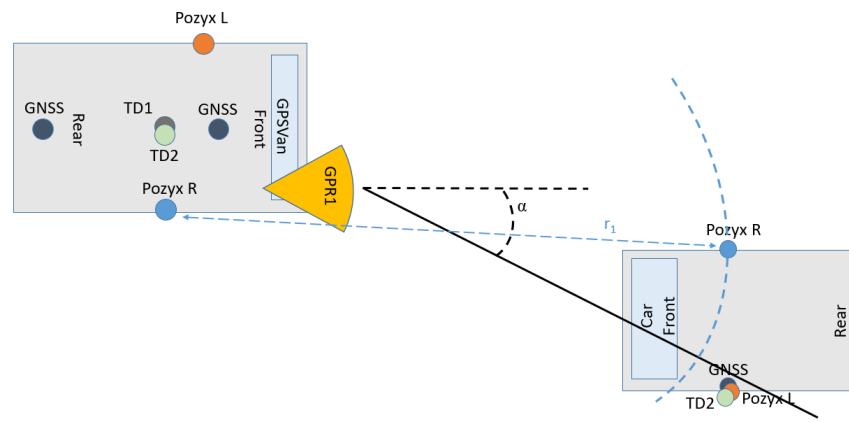 Pozyx L
GNSS
Rear
TD1
TD2
GNSS
Front
GPSVan
GPR1
Pozyx R
α
r1
Pozyx R
Car
Front
Rear
GNSS
Pozyx L
TD2